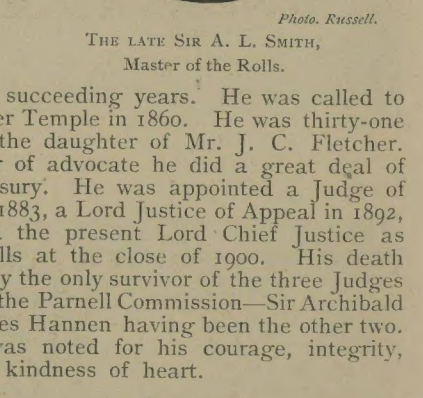 Photo. Russell.
THE LATE SIR A. L. SMITH,
Master of the Rolls.
succeeding years. He was called to
er Temple in 1860. He was thirty-one
the daughter of Mr. J. C. Fletcher.
of advocate he did a great deal of
sury. He was appointed a Judge of
1883, a Lord Justice of Appeal in 1892,
the present Lord Chief Justice as
lls at the close of 1900. His death
y the only survivor of the three Judges
the Parnell Commission—Sir Archibald
es Hannen having been the other two.
as noted for his courage, integrity,
kindness of heart.